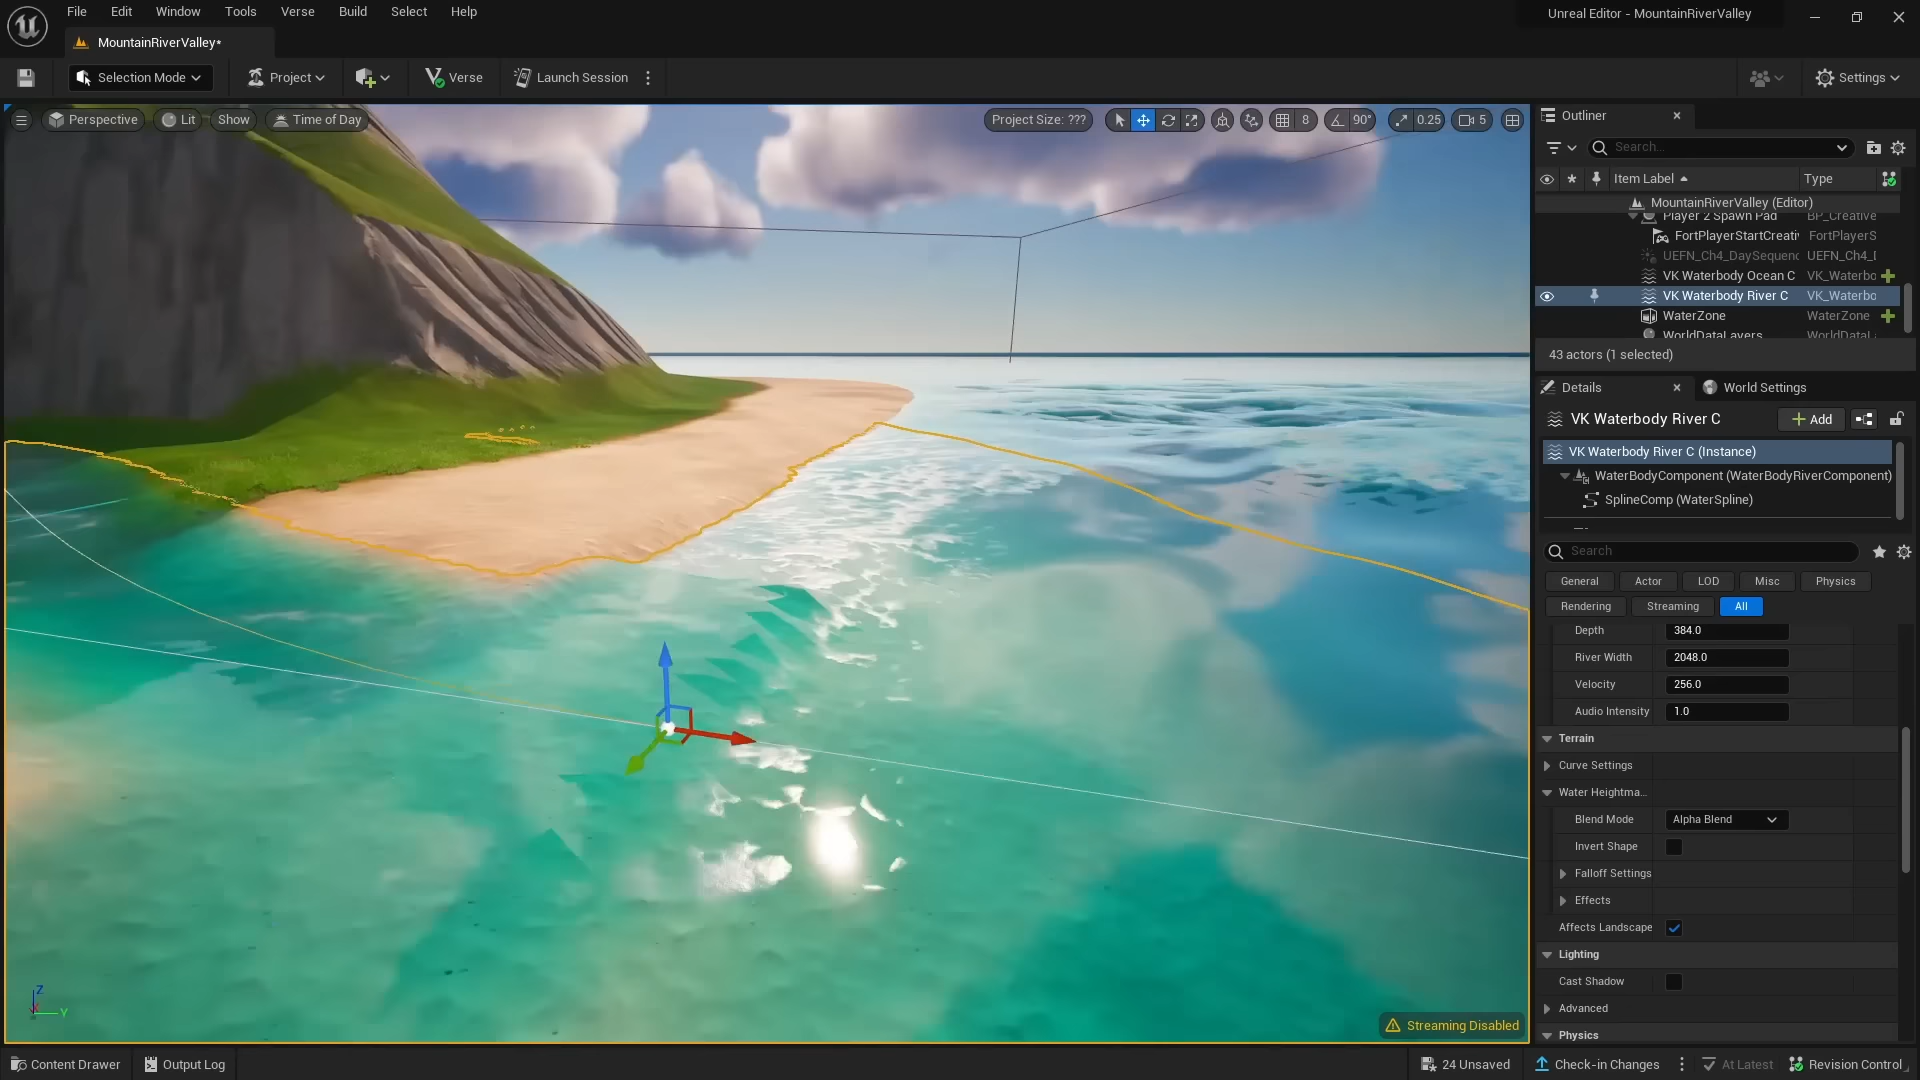 File Edit Window Tools Verse Build Select Help
Unreal Editor - MountainRiverValley
MountainRiverValley*
Selection Mode
Project
Verse
Launch Session
Settings
Perspective
Lit
Show
Time of Day
Project Size: ???
8
90°
0.25
5
Outliner
Search...
Item Label
Type
MountainRiverValley (Editor)
Player 2 Spawn Pad BP_Creative
FortPlayerStartCreati FortPlayerS
UEFN_Ch4_DaySequenc UEFN_Ch4_
VK Waterbody Ocean C VK_Waterbo
VK Waterbody River C VK_Waterbo
WaterZone WaterZone
WorldDataLayers WorldDataL
43 actors (1 selected)
Details
World Settings
VK Waterbody River C
Add
VK Waterbody River C (Instance)
WaterBodyComponent (WaterBodyRiverComponent)
SplineComp (WaterSpline)
Search
General Actor LOD Misc Physics
Rendering Streaming All
Depth 384.0
River Width 2048.0
Velocity 256.0
Audio Intensity 1.0
Terrain
Curve Settings
Water Heightma...
Blend Mode Alpha Blend
Invert Shape
Falloff Settings
Effects
Affects Landscape
Lighting
Cast Shadow
Advanced
Physics
Z
X
Y
Streaming Disabled
Content Drawer
Output Log
24 Unsaved
Check-in Changes
At Latest
Revision Control